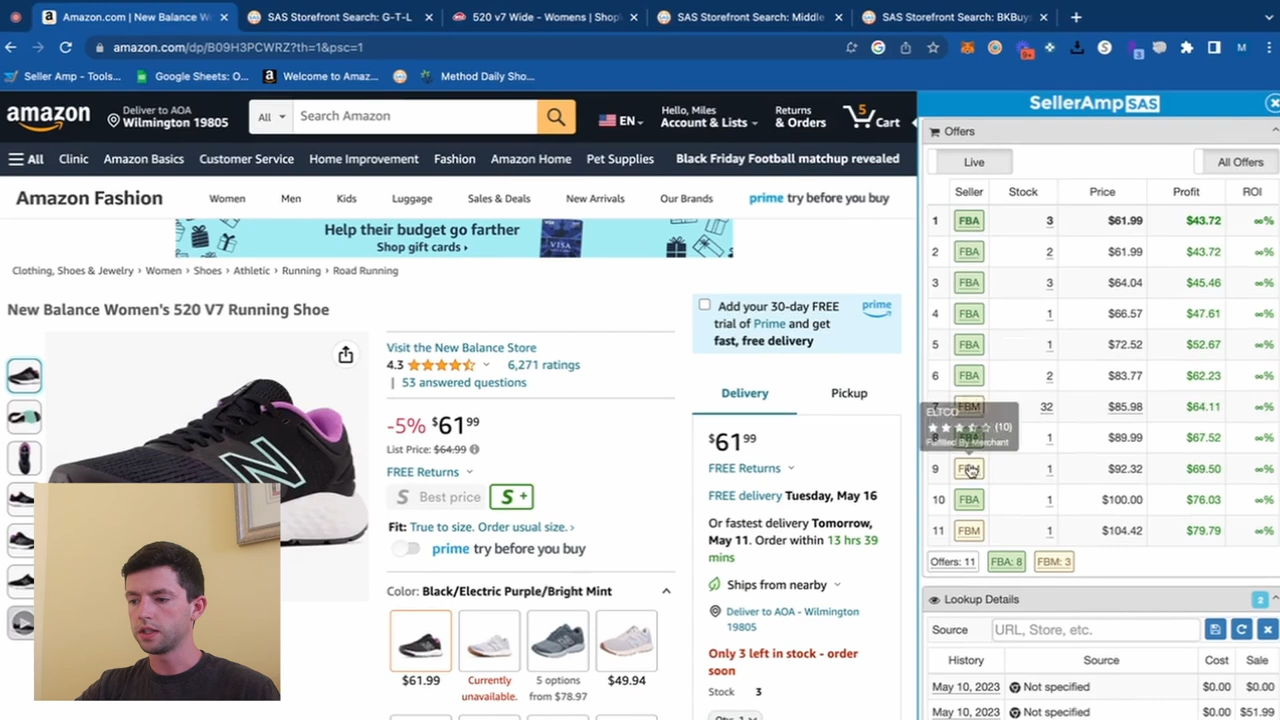 Amazon.com | New Balance W
SAS Storefront Search: G-T-L
520 v7 Wide - Womens | Shop
SAS Storefront Search: Middle
SAS Storefront Search: BKBuy
amazon.com/dp/B09H3PCWRZ?th=1&psc=1
9+
3
M
Seller Amp - Tools...
Google Sheets: O...
Welcome to Amaz...
Method Daily Sho...
amazon
Deliver to AOA
Wilmington 19805
All
Search Amazon
EN
Hello, Miles
Account & Lists
Returns
& Orders
5
Cart
All
Clinic
Amazon Basics
Customer Service
Home Improvement
Fashion
Amazon Home
Pet Supplies
Black Friday Football matchup revealed
Amazon Fashion
Women
Men
Kids
Luggage
Sales & Deals
New Arrivals
Our Brands
prime try before you buy
Help their budget go farther
Shop gift cards ›
VISA
Clothing, Shoes & Jewelry › Women › Shoes › Athletic › Running › Road Running
New Balance Women's 520 V7 Running Shoe
Visit the New Balance Store
4.3 6,271 ratings
| 53 answered questions
-5% $61 99
List Price: $64.99
FREE Returns
S Best price
S +
Fit: True to size. Order usual size. ›
prime try before you buy
Color: Black/Electric Purple/Bright Mint
$61.99
Currently
unavailable.
5 options
from $78.97
$49.94
Add your 30-day FREE
trial of Prime and get
fast, free delivery
prime
Delivery
Pickup
$61 99
FREE Returns
FREE delivery Tuesday, May 16
Or fastest delivery Tomorrow,
May 11. Order within 13 hrs 39
mins
Ships from nearby
Deliver to AOA - Wilmington
19805
Only 3 left in stock - order
soon
Stock 3
SellerAmp SAS
Offers
Live
All Offers
Seller Stock Price Profit ROI
1 FBA 3 $61.99 $43.72 ∞%
2 FBA 2 $61.99 $43.72 ∞%
3 FBA 3 $64.04 $45.46 ∞%
4 FBA 1 $66.57 $47.61 ∞%
5 FBA 1 $72.52 $52.67 ∞%
6 FBA 2 $83.77 $62.23 ∞%
7 FBM 32 $85.98 $64.11 ∞%
ELTCO
(10)
Fulfilled By Merchant
8 FBA 1 $89.99 $67.52 ∞%
9 1 $92.32 $69.50 ∞%
10 FBA 1 $100.00 $76.03 ∞%
11 FBM 1 $104.42 $79.79 ∞%
Offers: 11
FBA: 8
FBM: 3
Lookup Details
2
Source
URL, Store, etc.
History Source Cost Sale
May 10, 2023 Not specified $0.00 $0.00
May 10, 2023 Not specified $0.00 $51.99